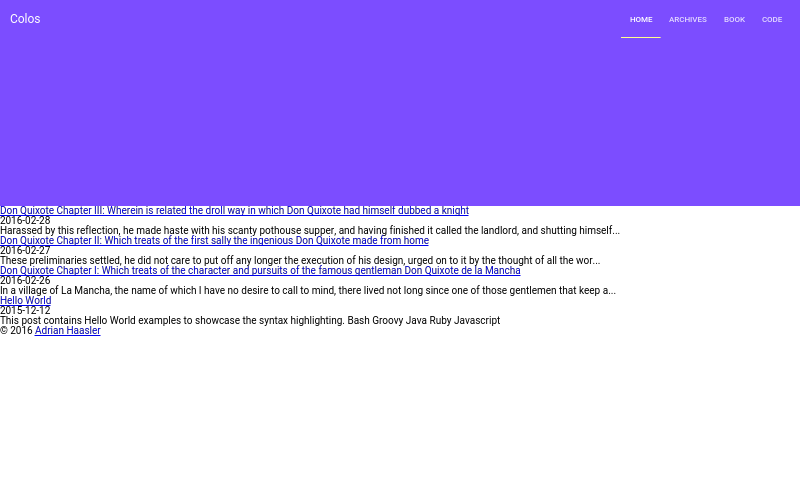 Colos
HOME ARCHIVES BOOK CODE
Don Quixote Chapter III: Wherein is related the droll way in which Don Quixote had himself dubbed a knight
2016-02-28
Harassed by this reflection, he made haste with his scanty pothouse supper, and having finished it called the landlord, and shutting himself...
Don Quixote Chapter II: Which treats of the first sally the ingenious Don Quixote made from home
2016-02-27
These preliminaries settled, he did not care to put off any longer the execution of his design, urged on to it by the thought of all the wor...
Don Quixote Chapter I: Which treats of the character and pursuits of the famous gentleman Don Quixote de la Mancha
2016-02-26
In a village of La Mancha, the name of which I have no desire to call to mind, there lived not long since one of those gentlemen that keep a...
Hello World
2015-12-12
This post contains Hello World examples to showcase the syntax highlighting. Bash Groovy Java Ruby Javascript
© 2016 Adrian Haasler